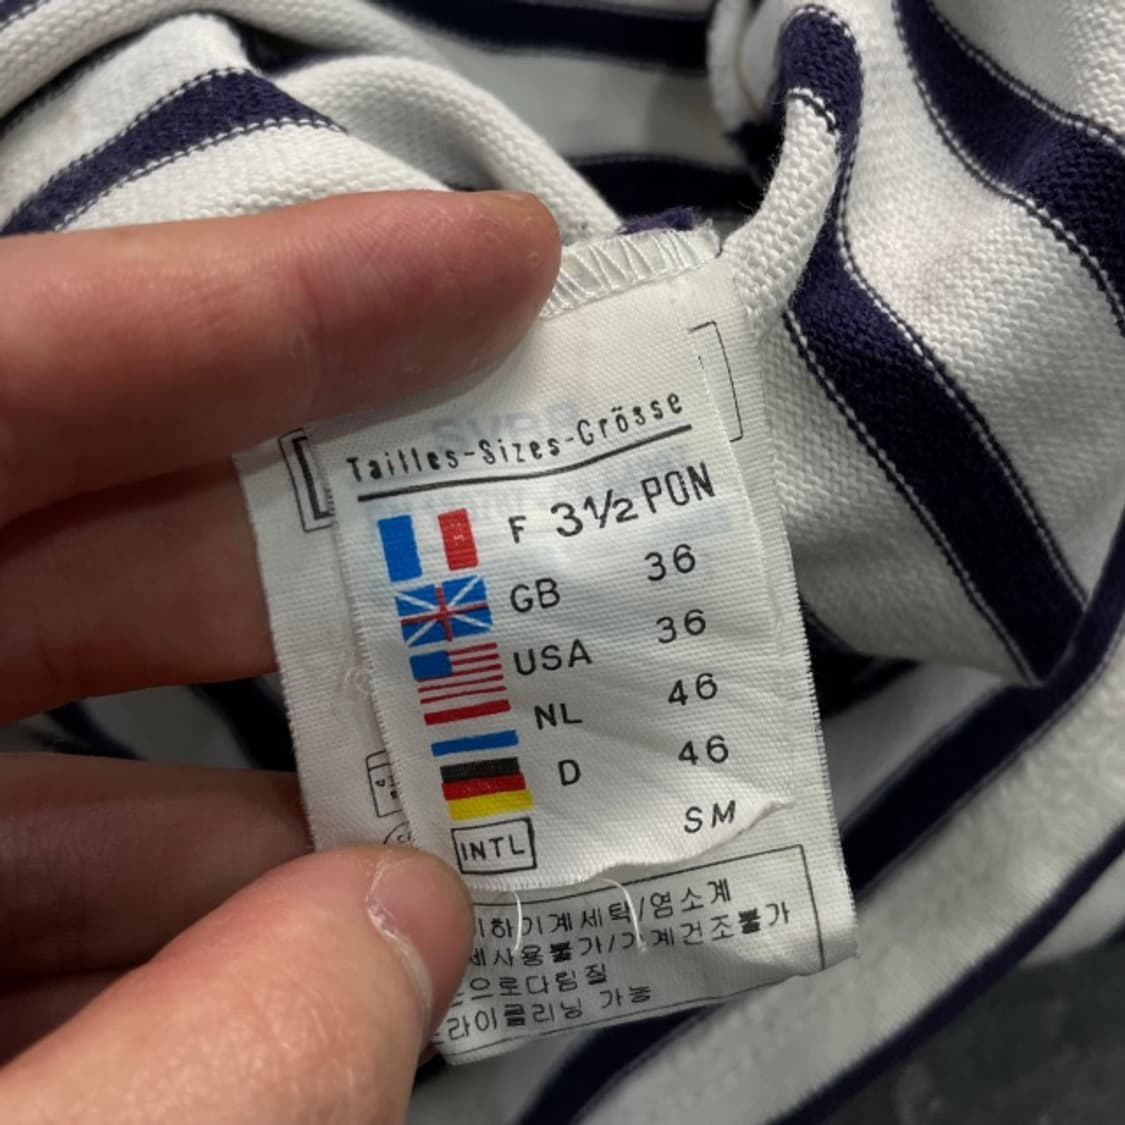 Tailles-Sizes-Grösse
F 3½ PON
GB 36
USA 36
NL 46
D 46
INTL SM
하기계세탁/염소계
사용불가/기계건조불가
으로다림질
라이클리닝 가능